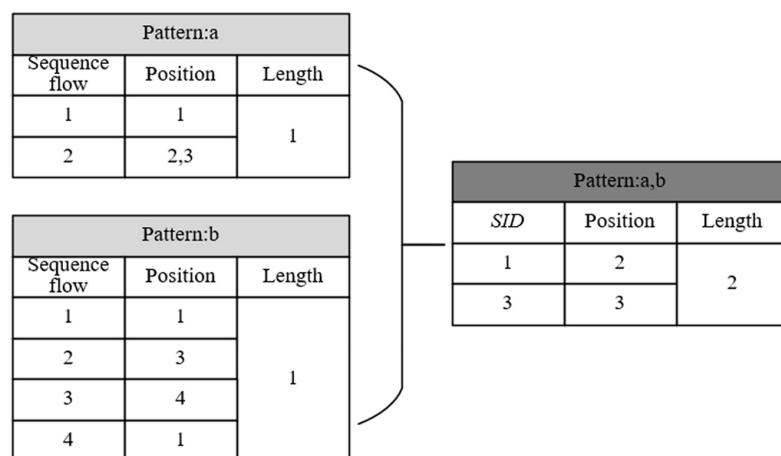 Pattern:a
Sequence flow Position Length
1 1 1
2 2,3
Pattern:b
Sequence flow Position Length
1 1 1
2 3
3 4
4 1
Pattern:a,b
SID Position Length
1 2 2
3 3